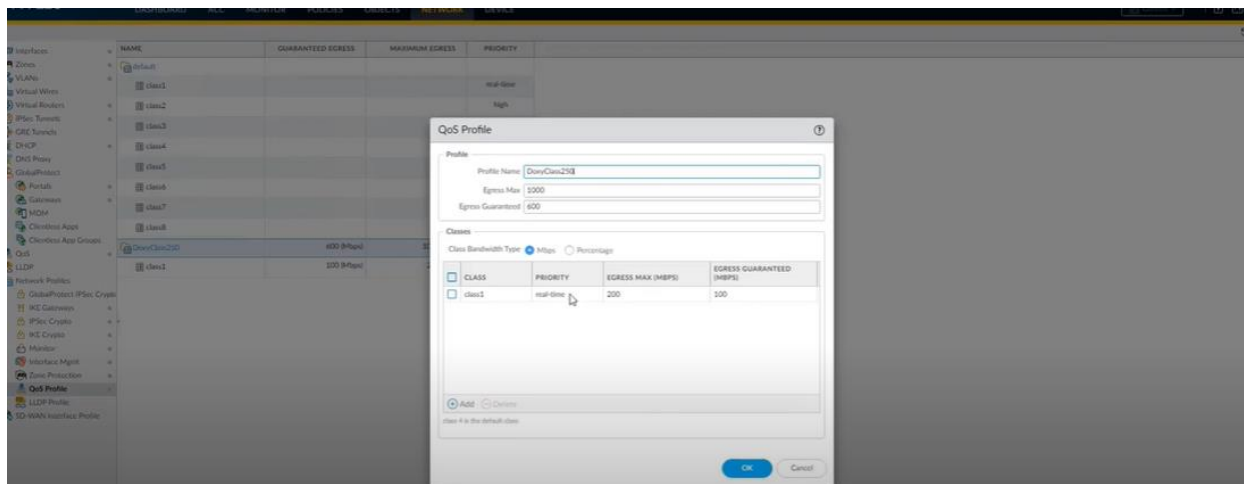 DASHBOARD ACC MONITOR POLICIES OBJECTS NETWORK DEVICE
Interfaces
Zones
VLANs
Virtual Wires
Virtual Routers
IPSec Tunnels
GRE Tunnels
DHCP
DNS Proxy
GlobalProtect
Portals
Gateways
MDM
Clientless Apps
Clientless App Groups
QoS
LLDP
Network Profiles
GlobalProtect IPSec Crypto
IKE Gateways
IPSec Crypto
IKE Crypto
Monitor
Interface Mgmt
Zone Protection
QoS Profile
LLDP Profile
SD-WAN Interface Profile
NAME GUARANTEED EGRESS MAXIMUM EGRESS PRIORITY
default
class1 real-time
class2 high
class3
class4
class5
class6
class7
class8
DoxyClass250 600 (Mbps)
class1 100 (Mbps)
QoS Profile
Profile
Profile Name DoxyClass250
Egress Max 1000
Egress Guaranteed 600
Classes
Class Bandwidth Type Mbps Percentage
CLASS PRIORITY EGRESS MAX (MBPS) EGRESS GUARANTEED (MBPS)
class1 real-time 200 100
Add Delete
class 4 is the default class
OK Cancel